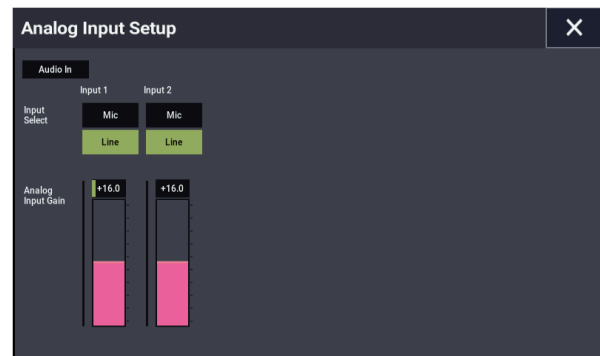 Analog Input Setup
Audio In
Input 1 Input 2
Input
Select
Mic Mic
Line Line
Analog
Input Gain
+16.0 +16.0